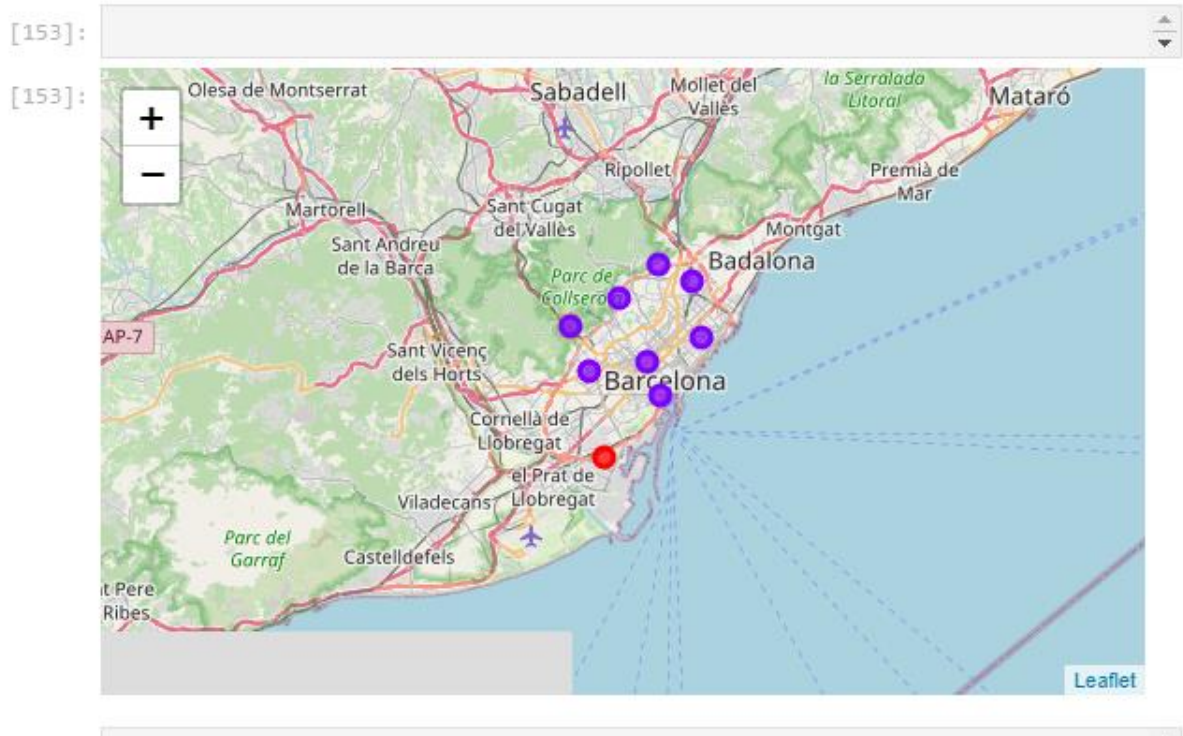 [153]:
[153]:
+
−
Olesa de Montserrat
Sabadell
Mollet del
Vallès
la Serralada
Litoral
Mataró
Ripollet
Premià de
Mar
Martorell
Sant Cugat
del Vallès
Montgat
Sant Andreu
de la Barca
Badalona
Parc de
AP-7
Sant Vicenç
dels Horts
Barcelona
Cornellà de
Llobregat
el Prat de
Llobregat
Viladecans
Parc del
Garraf
Castelldefels
Pere
Ribes
Leaflet